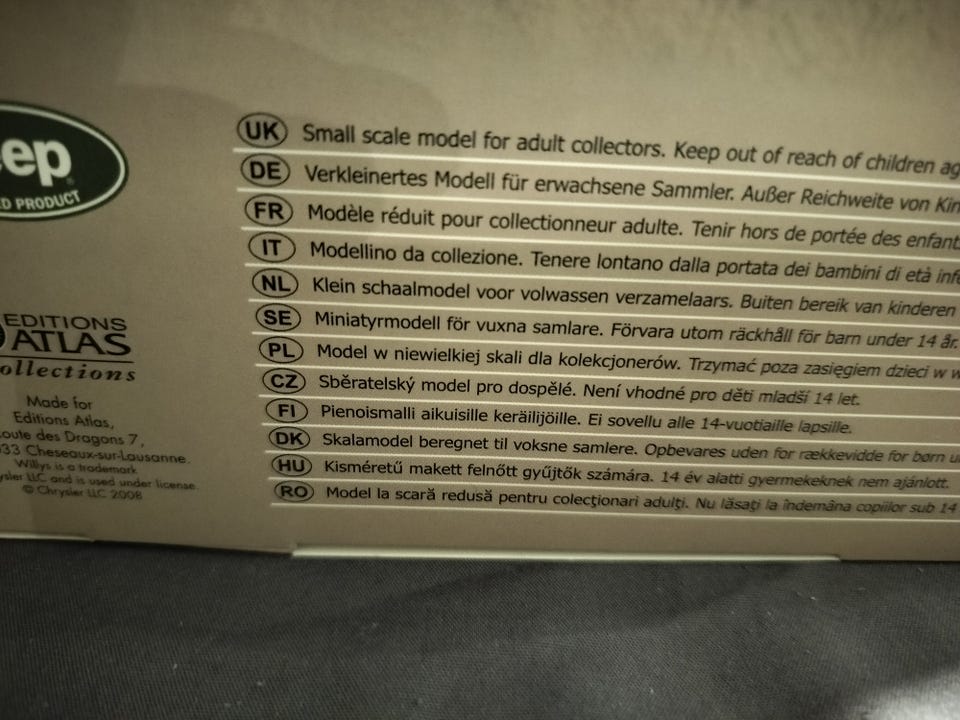 eep
D PRODUCT
EDITIONS
ATLAS
ollections
Made for
Editions Atlas,
oute des Dragons 7,
33 Cheseaux-sur-Lausanne
Willys is a trademark
ysler LLC and is used under license.
© Chrysler LLC 2008
UK Small scale model for adult collectors. Keep out of reach of children ag
DE Verkleinertes Modell für erwachsene Sammler. Außer Reichweite von Kin
FR Modèle réduit pour collectionneur adulte. Tenir hors de portée des enfant
IT Modellino da collezione. Tenere lontano dalla portata dei bambini di età infe
NL Klein schaalmodel voor volwassen verzamelaars. Buiten bereik van kinderen
SE Miniatyrmodell för vuxna samlare. Förvara utom räckhåll för barn under 14 år.
PL Model w niewielkiej skali dla kolekcjonerów. Trzymać poza zasięgiem dzieci w w
CZ Sběratelský model pro dospělé. Není vhodné pro děti mladší 14 let.
FI Pienoismalli aikuisille keräilijöille. Ei sovellu alle 14-vuotiaille lapsille.
DK Skalamodel beregnet til voksne samlere. Opbevares uden for rækkevidde for børn u
HU Kisméretű makett felnőtt gyűjtők számára. 14 év alatti gyermekeknek nem ajánlott.
RO Model la scară redusă pentru colecţionari adulţi. Nu lăsaţi la îndemâna copiilor sub 14